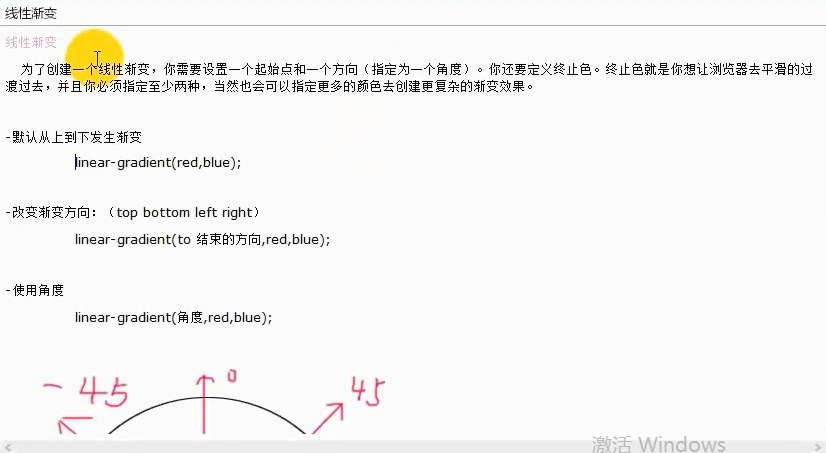 线性渐变
线性渐变
为了创建一个线性渐变，你需要设置一个起始点和一个方向（指定为一个角度）。你还要定义终止色。终止色就是你想让浏览器去平滑的过
渡过去，并且你必须指定至少两种，当然也会可以指定更多的颜色去创建更复杂的渐变效果。
-默认从上到下发生渐变
linear-gradient(red,blue);
-改变渐变方向：（top bottom left right）
linear-gradient(to 结束的方向,red,blue);
-使用角度
linear-gradient(角度,red,blue);
-45
0
45
激活 Windows